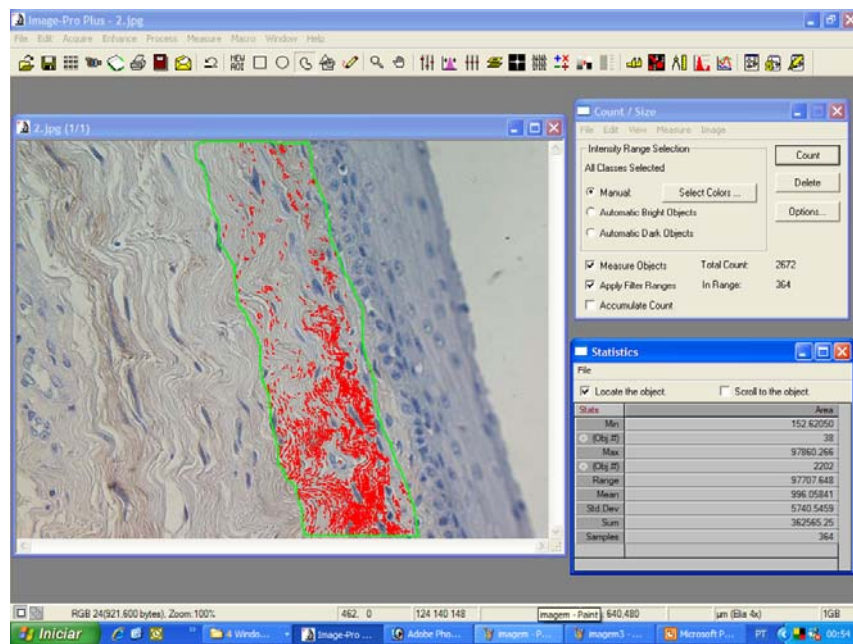 Image-Pro Plus - 2.jpg
File Edit Acquire Enhance Process Measure Macro Window Help
NEW AOI
2.jpg (1/1)
Count / Size
File Edit View Measure Image
Intensity Range Selection
All Classes Selected
Manual: Select Colors ...
Automatic Bright Objects
Automatic Dark Objects
Count
Delete
Options...
Measure Objects Total Count: 2672
Apply Filter Ranges In Range: 364
Accumulate Count
Statistics
File
Locate the object. Scroll to the object.
Stats Area
Min 152.62050
(Obj.#) 38
Max 97860.266
(Obj.#) 2202
Range 97707.648
Mean 996.05841
Std.Dev 5740.5459
Sum 362565.25
Samples 364
RGB 24(921.600 bytes), Zoom:100% 462, 0 124 140 148 imagem - Paint 640,480 µm (Elia 4x) 1GB
Iniciar 4 Windo... Image-Pro ... Adobe Pho... imagem - P... imagem3 - ... Microsoft P... PT 00:54